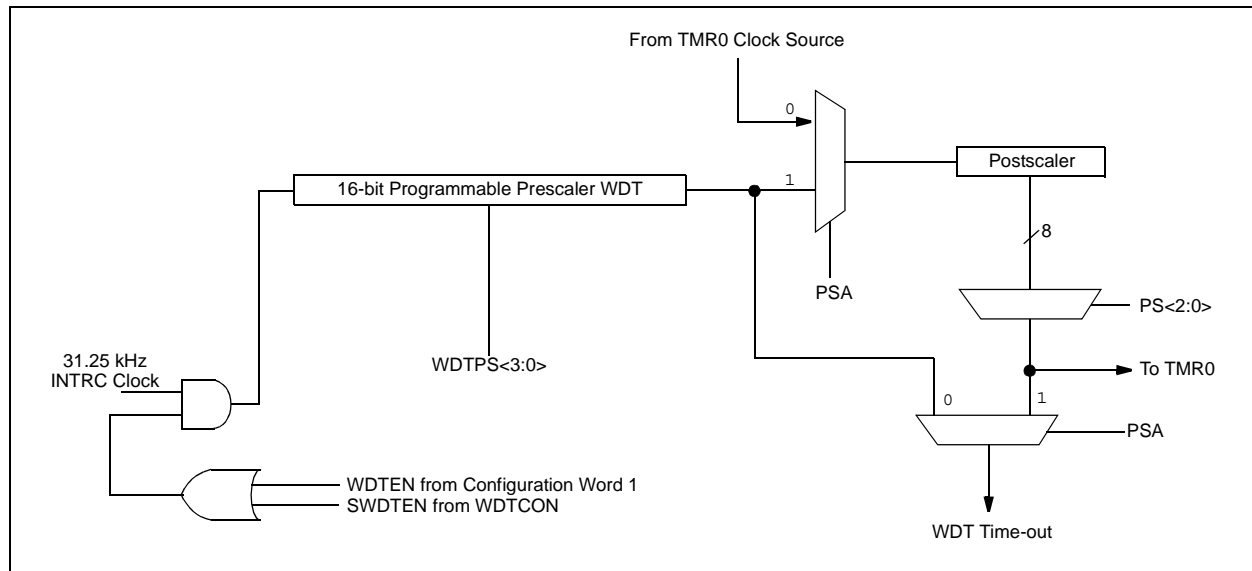 From TMR0 Clock Source
0
Postscaler
16-bit Programmable Prescaler WDT
1
8
PSA
PS<2:0>
31.25 kHz
INTRC Clock
WDTPS<3:0>
To TMR0
0
1
PSA
WDTEN from Configuration Word 1
SWDTEN from WDTCON
WDT Time-out